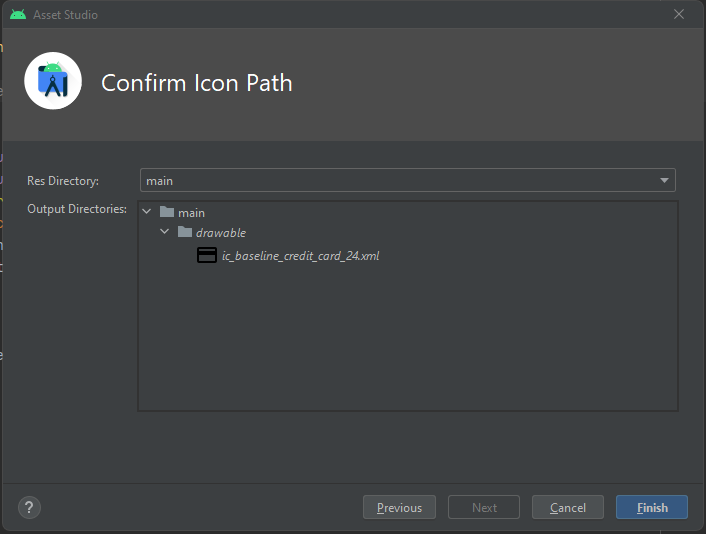 Asset Studio
Confirm Icon Path
Res Directory:
main
Output Directories:
main
drawable
ic_baseline_credit_card_24.xml
?
Previous
Next
Cancel
Finish